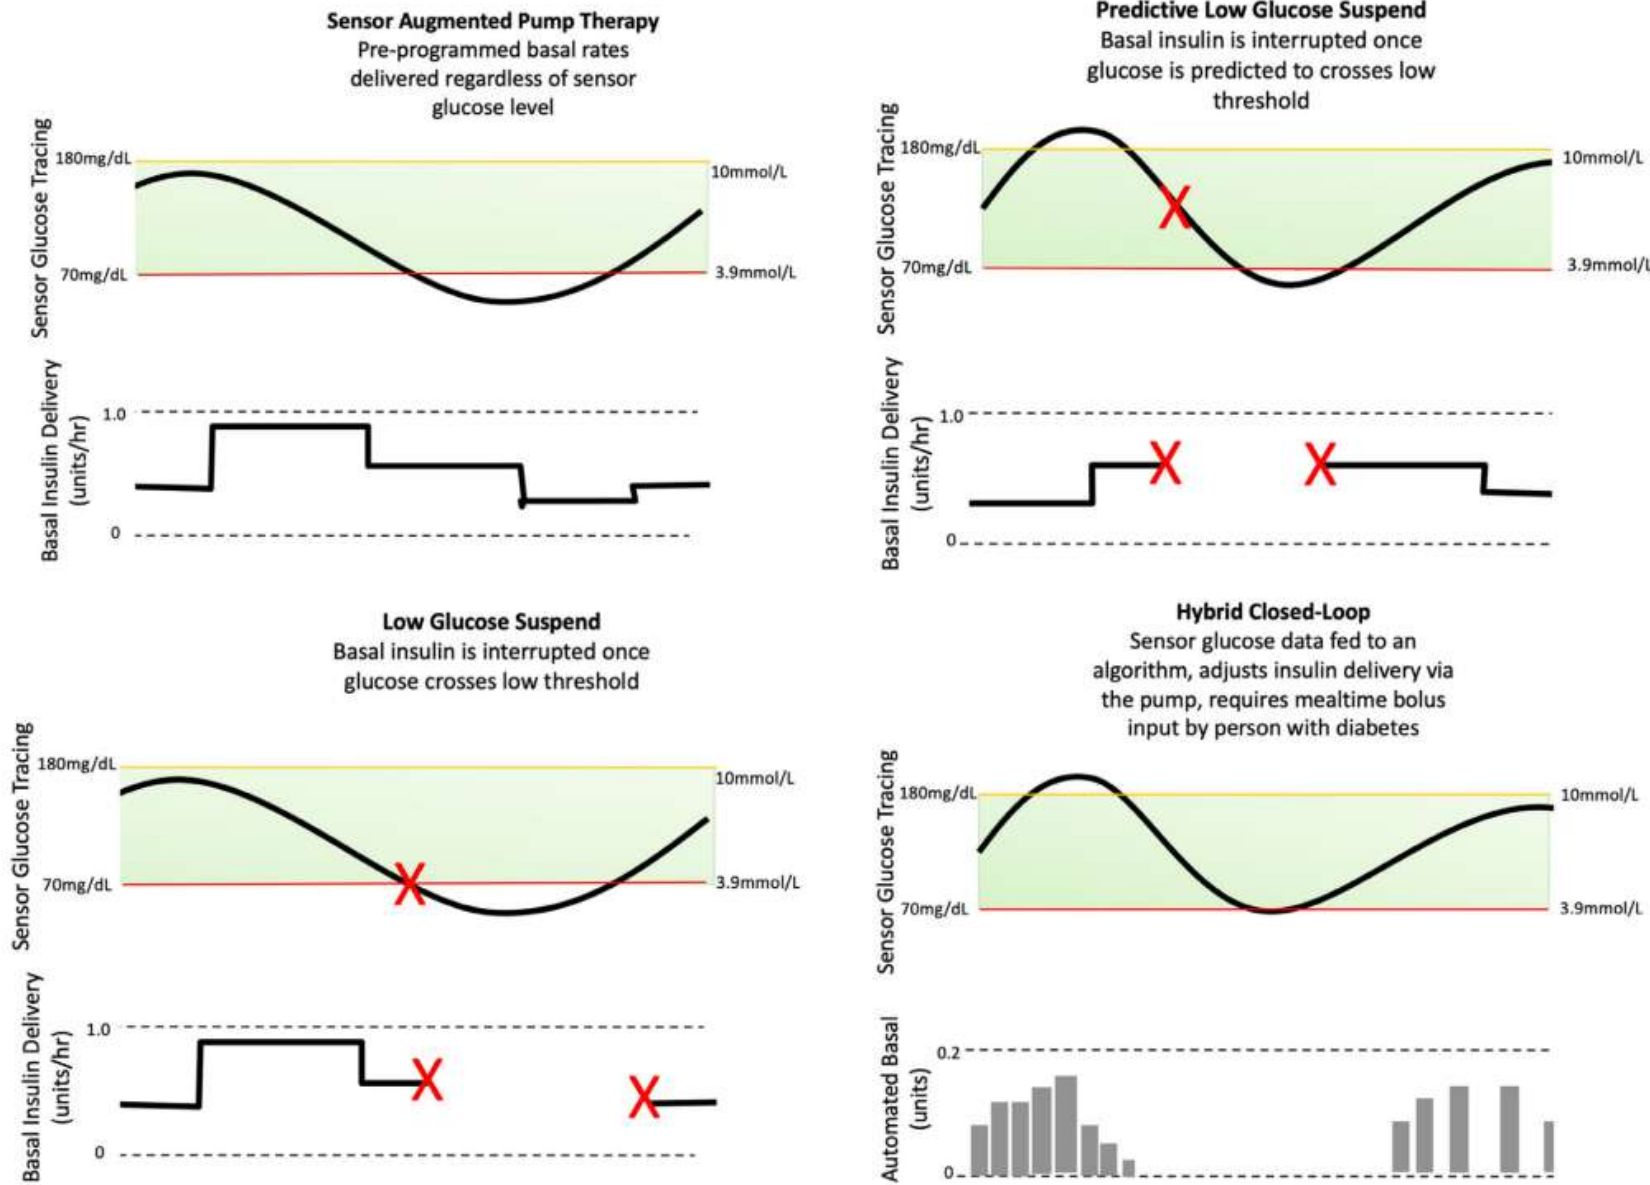 Sensor Augmented Pump Therapy
Pre-programmed basal rates
delivered regardless of sensor
glucose level
Sensor Glucose Tracing
180mg/dL
10mmol/L
70mg/dL
3.9mmol/L
Basal Insulin Delivery
(units/hr)
1.0
0
Predictive Low Glucose Suspend
Basal insulin is interrupted once
glucose is predicted to crosses low
threshold
Sensor Glucose Tracing
180mg/dL
10mmol/L
70mg/dL
3.9mmol/L
Basal Insulin Delivery
(units/hr)
1.0
0
Low Glucose Suspend
Basal insulin is interrupted once
glucose crosses low threshold
Sensor Glucose Tracing
180mg/dL
10mmol/L
70mg/dL
3.9mmol/L
Basal Insulin Delivery
(units/hr)
1.0
0
Hybrid Closed-Loop
Sensor glucose data fed to an
algorithm, adjusts insulin delivery via
the pump, requires mealtime bolus
input by person with diabetes
Sensor Glucose Tracing
180mg/dL
10mmol/L
70mg/dL
3.9mmol/L
Automated Basal
(units)
0.2
0